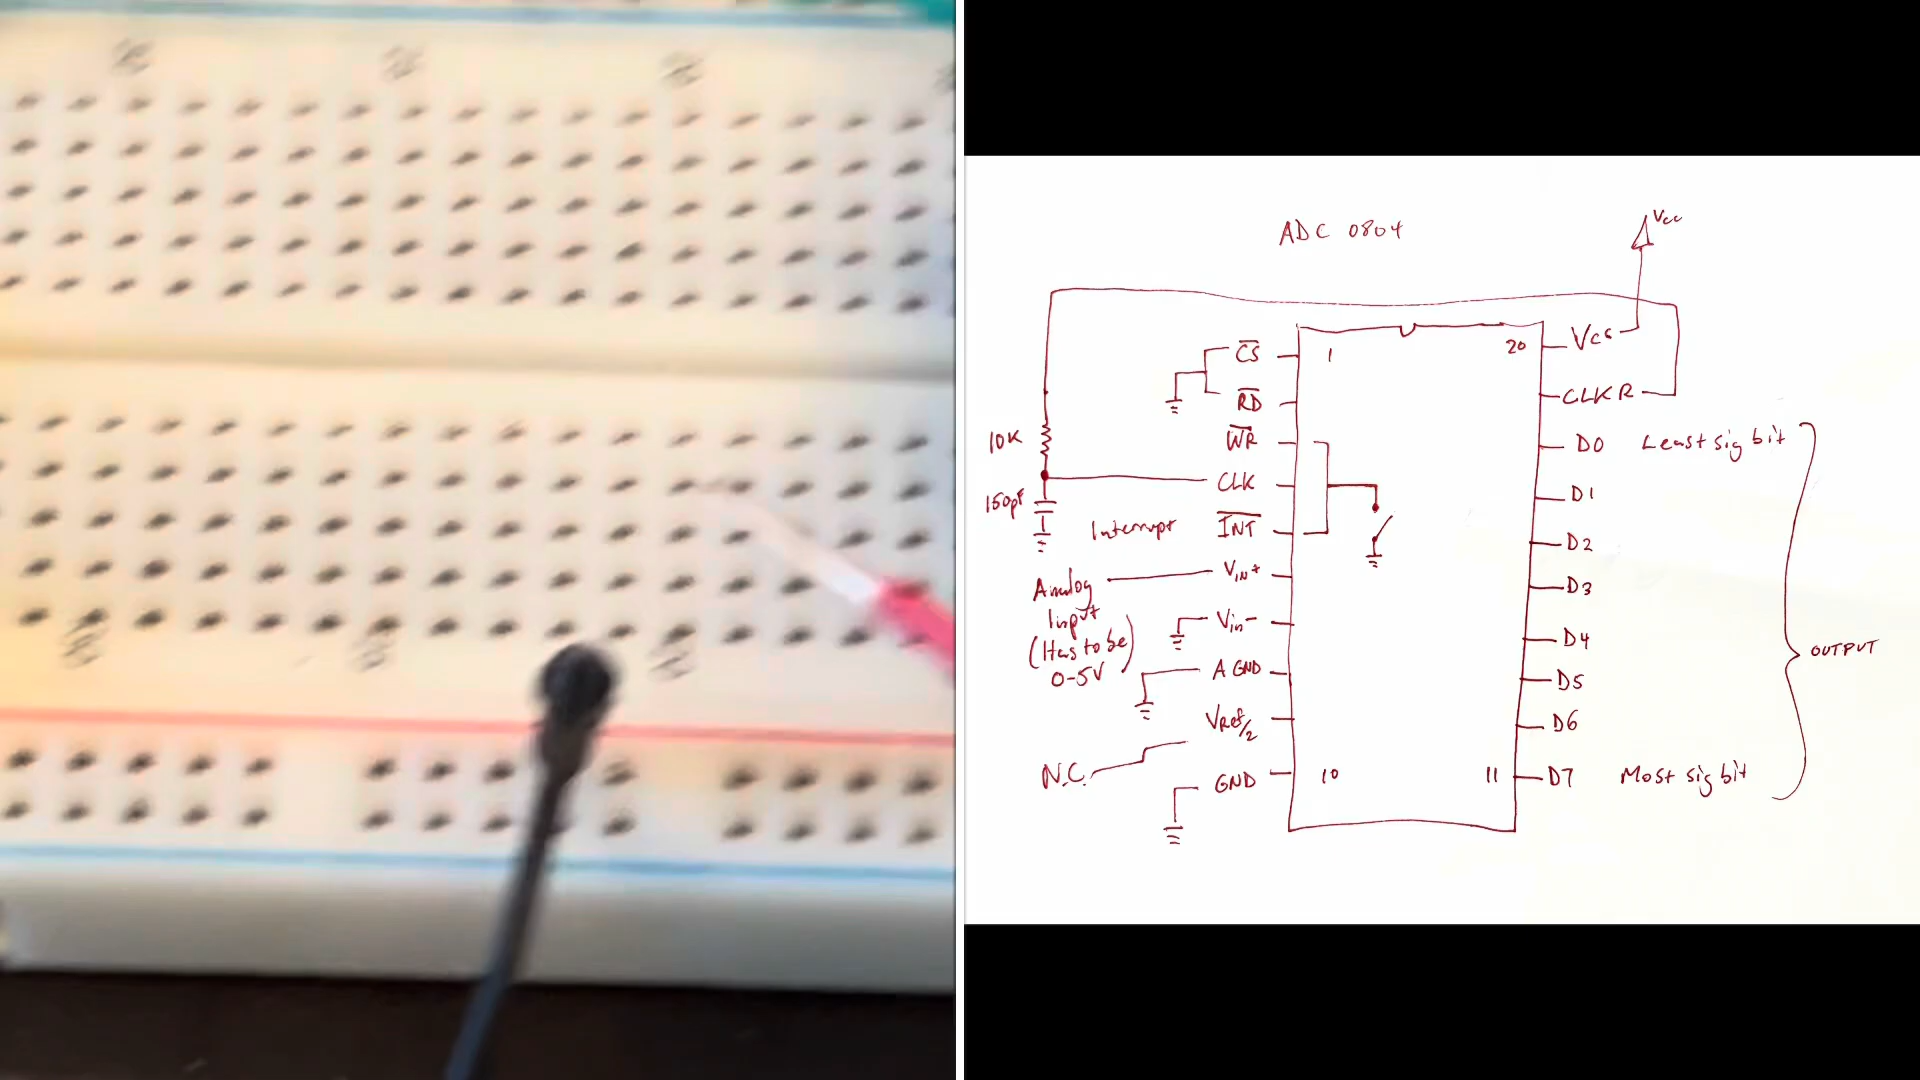 ADC 0804
Vcc
CS 1 20 Vcs
RD CLK R
10K WR D0 Least sig bit
150pF CLK D1
Interrupt INT D2
Analog VIN+ D3
Input Vin- D4
(Has to be) A GND D5
0-5V
VRef/2 D6
N.C. GND 10 11 D7 Most sig bit
OUTPUT